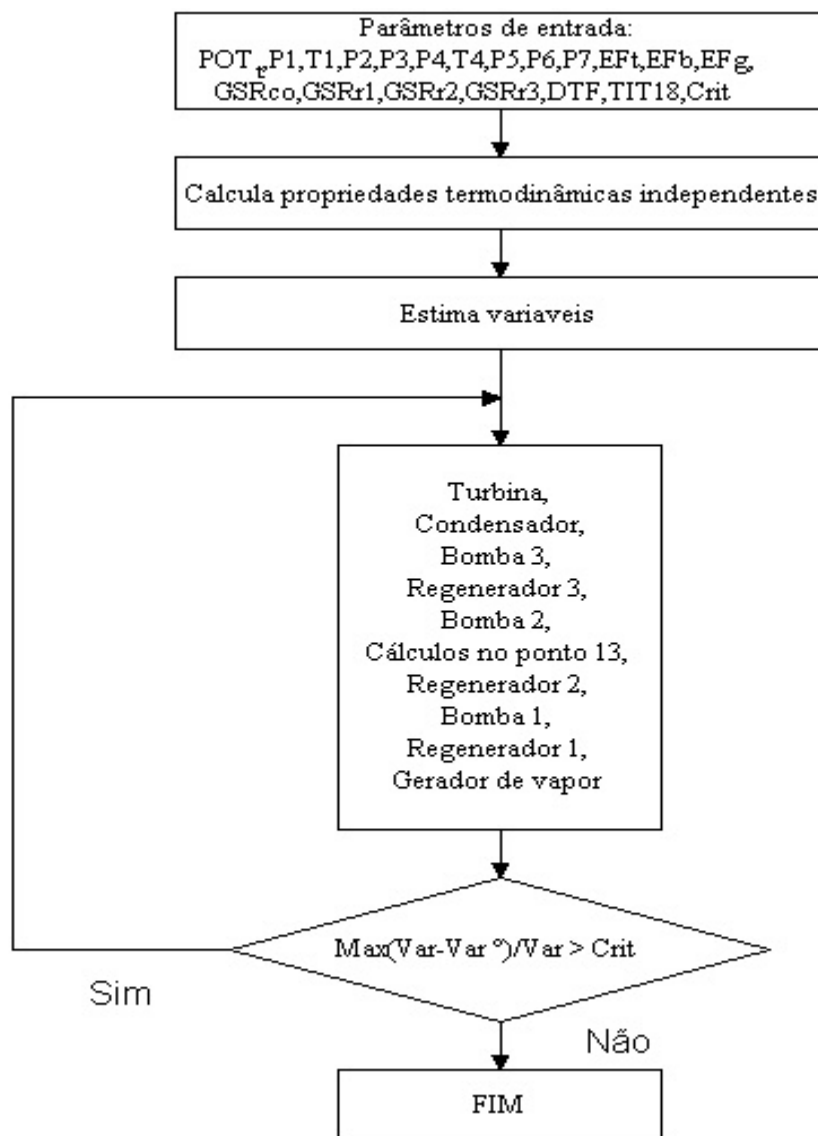 Parâmetros de entrada:
POTt,P1,T1,P2,P3,P4,T4,P5,P6,P7,EFt,EFb,EFg,
GSRco,GSRr1,GSRr2,GSRr3,DTF,TIT18,Crit
Calcula propriedades termodinâmicas independentes
Estima variaveis
Turbina,
Condensador,
Bomba 3,
Regenerador 3,
Bomba 2,
Cálculos no ponto 13,
Regenerador 2,
Bomba 1,
Regenerador 1,
Gerador de vapor
Max(Var-Var º)/Var > Crit
Sim
Não
FIM